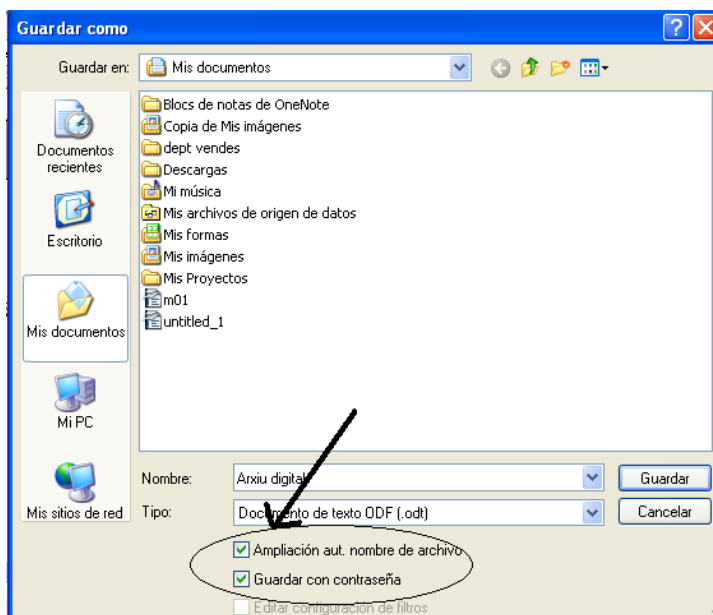 Guardar como
Guardar en:
Mis documentos
Documentos
recientes
Escritorio
Mis documentos
Mi PC
Mis sitios de red
Blocs de notas de OneNote
Copia de Mis imágenes
dept vendes
Descargas
Mi música
Mis archivos de origen de datos
Mis formas
Mis imágenes
Mis Proyectos
m01
untitled_1
Nombre:
Arxiu digital
Guardar
Tipo:
Documento de texto ODF (.odt)
Cancelar
Ampliación aut. nombre de archivo
Guardar con contraseña
Editar configuración de filtros